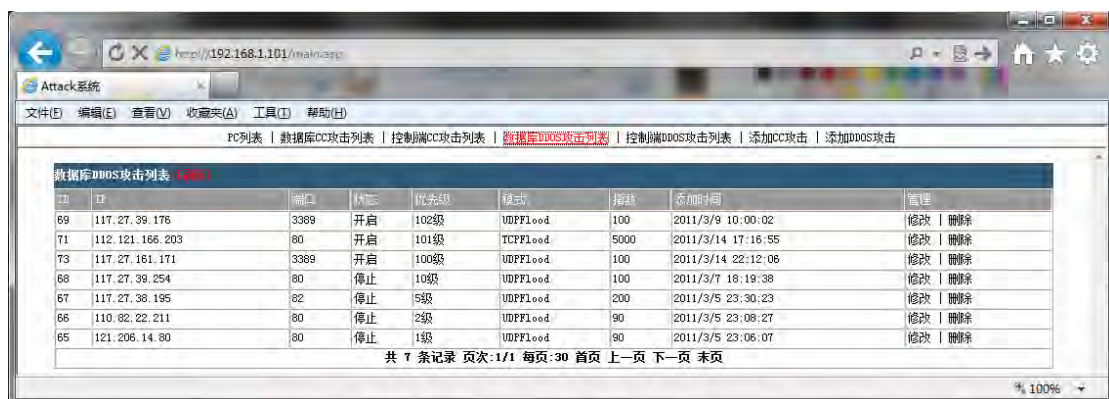 http://192.168.1.101/main.asp
Attack系统
文件(F) 编辑(E) 查看(V) 收藏夹(A) 工具(T) 帮助(H)
PC列表 | 数据库CC攻击列表 | 控制端CC攻击列表 | 数据库DDOS攻击列表 | 控制端DDOS攻击列表 | 添加CC攻击 | 添加DDOS攻击
数据库DDOS攻击列表
ID IP 端口 状态 优先级 模式 指数 添加时间 管理
69 117.27.39.176 3389 开启 102级 UDPFlood 100 2011/3/9 10:00:02 修改 | 删除
71 112.121.166.203 80 开启 101级 TCPFlood 5000 2011/3/14 17:16:55 修改 | 删除
73 117.27.161.171 3389 开启 100级 UDPFlood 100 2011/3/14 22:12:06 修改 | 删除
68 117.27.39.254 80 停止 10级 UDPFlood 100 2011/3/7 18:19:38 修改 | 删除
67 117.27.38.195 82 停止 5级 UDPFlood 200 2011/3/5 23:30:23 修改 | 删除
66 110.82.22.211 80 停止 2级 UDPFlood 90 2011/3/5 23:08:27 修改 | 删除
65 121.206.14.80 80 停止 1级 UDPFlood 90 2011/3/5 23:06:07 修改 | 删除
共 7 条记录 页次:1/1 每页:30 首页 上一页 下一页 末页
100%